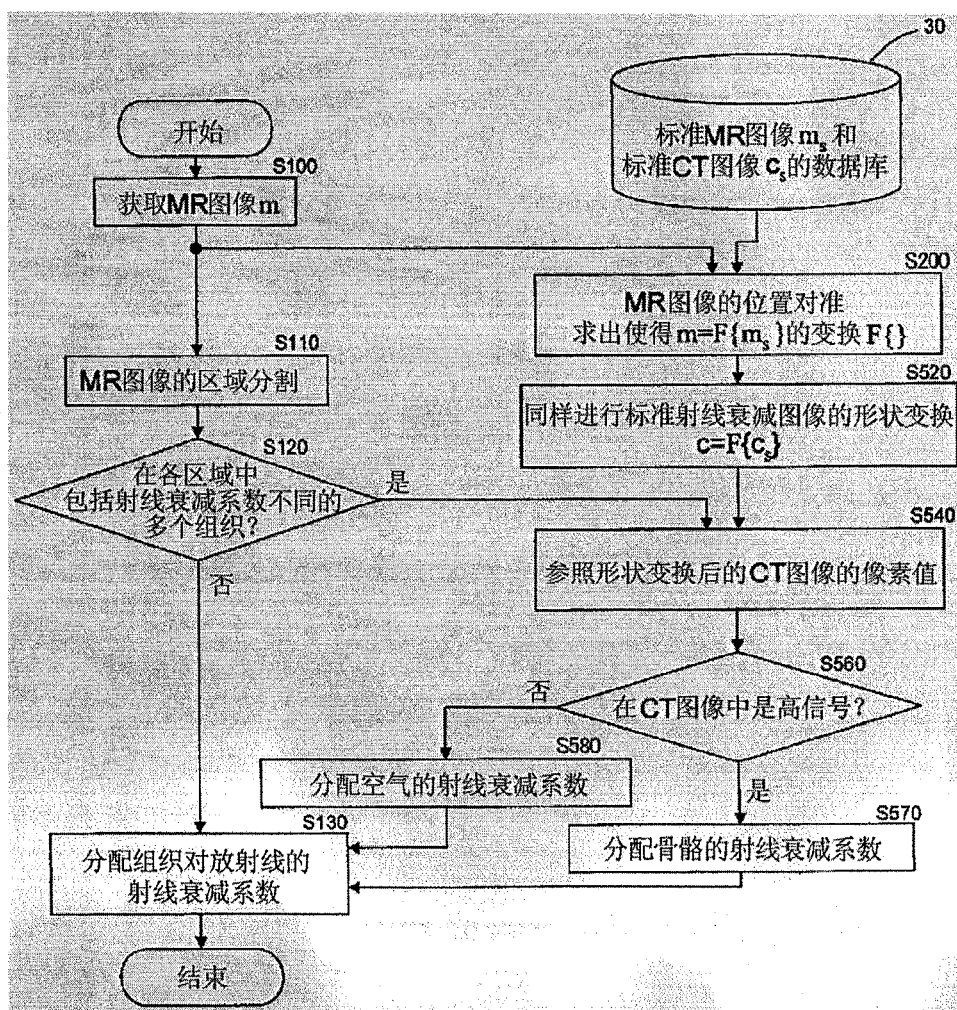 30
开始
标准MR图像mₛ和
标准CT图像cₛ的数据库
S100
获取MR图像m
S200
MR图像的位置对准
求出使得m=F{mₛ}的变换F{}
S110
MR图像的区域分割
S520
同样进行标准射线衰减图像的形状变换
c=F{cₛ}
S120
在各区域中
包括射线衰减系数不同的
多个组织?
是
否
S540
参照形状变换后的CT图像的像素值
S560
在CT图像中是高信号?
否
是
S580
分配空气的射线衰减系数
S570
分配骨骼的射线衰减系数
S130
分配组织对放射线的
射线衰减系数
结束